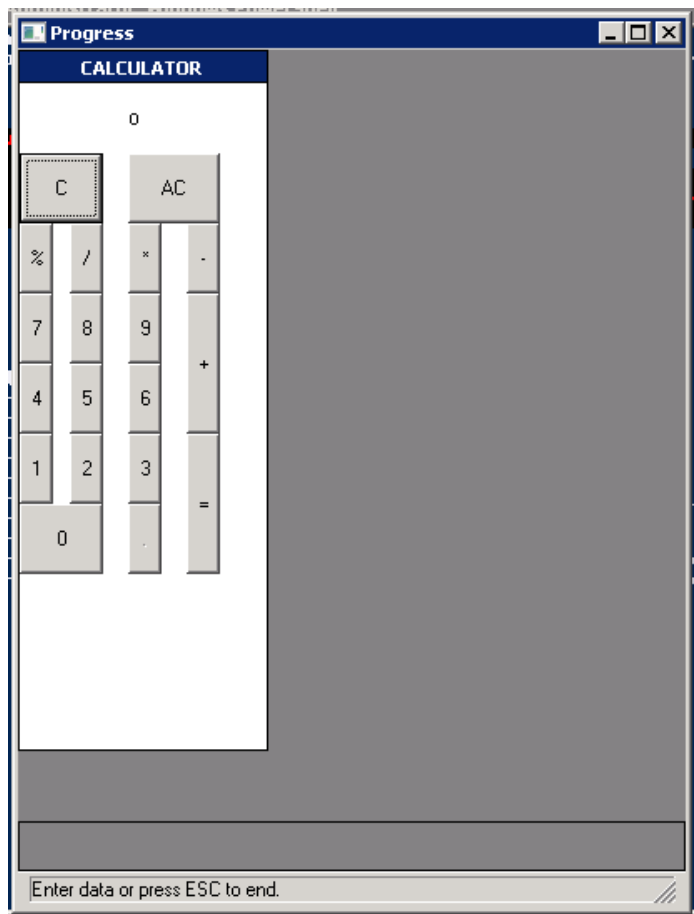 Progress
CALCULATOR
0
C AC
% / * -
7 8 9
+
4 5 6
1 2 3
=
0 .
Enter data or press ESC to end.